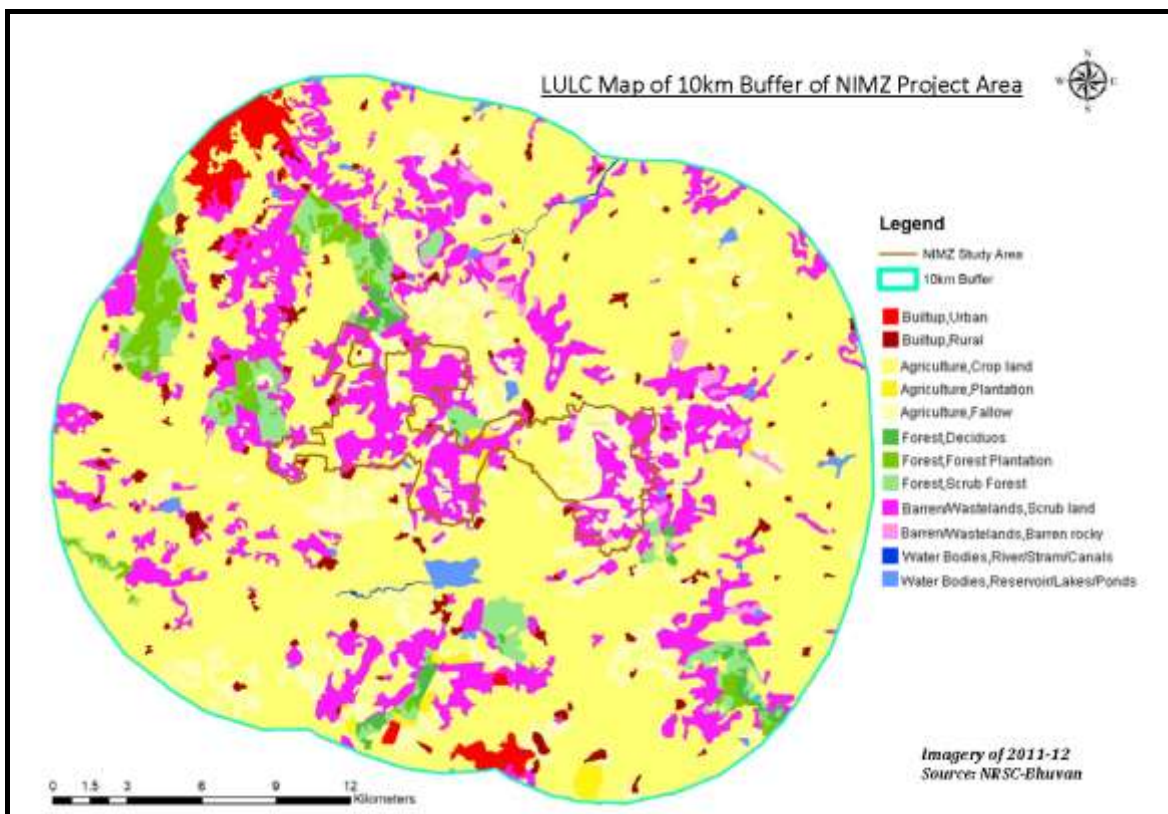 LULC Map of 10km Buffer of NIMZ Project Area
N
W E
S
Legend
NIMZ Study Area
10km Buffer
Builtup,Urban
Builtup,Rural
Agriculture,Crop land
Agriculture,Plantation
Agriculture,Fallow
Forest,Deciduos
Forest,Forest Plantation
Forest,Scrub Forest
Barren/Wastelands,Scrub land
Barren/Wastelands,Barren rocky
Water Bodies,River/Stram/Canals
Water Bodies,Reservoir/Lakes/Ponds
Imagery of 2011-12
Source: NRSC-Bhuvan
0 1.5 3 6 9 12
Kilometers